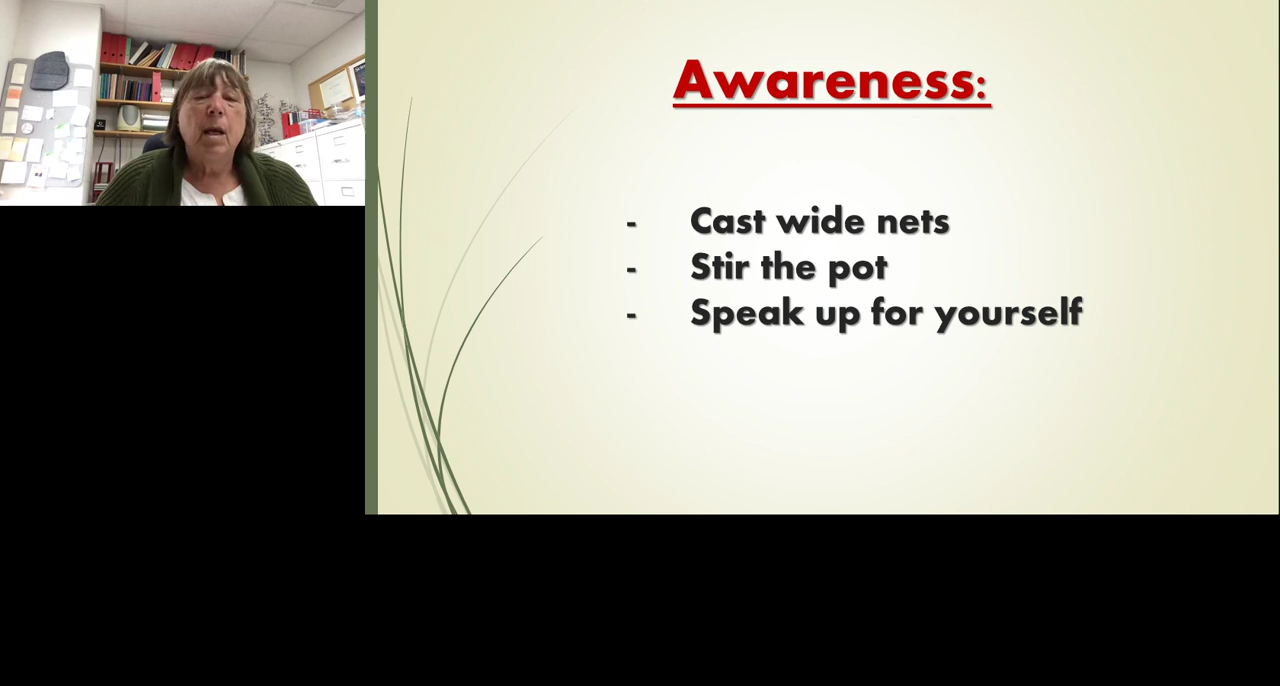 Awareness:
- Cast wide nets
- Stir the pot
- Speak up for yourself